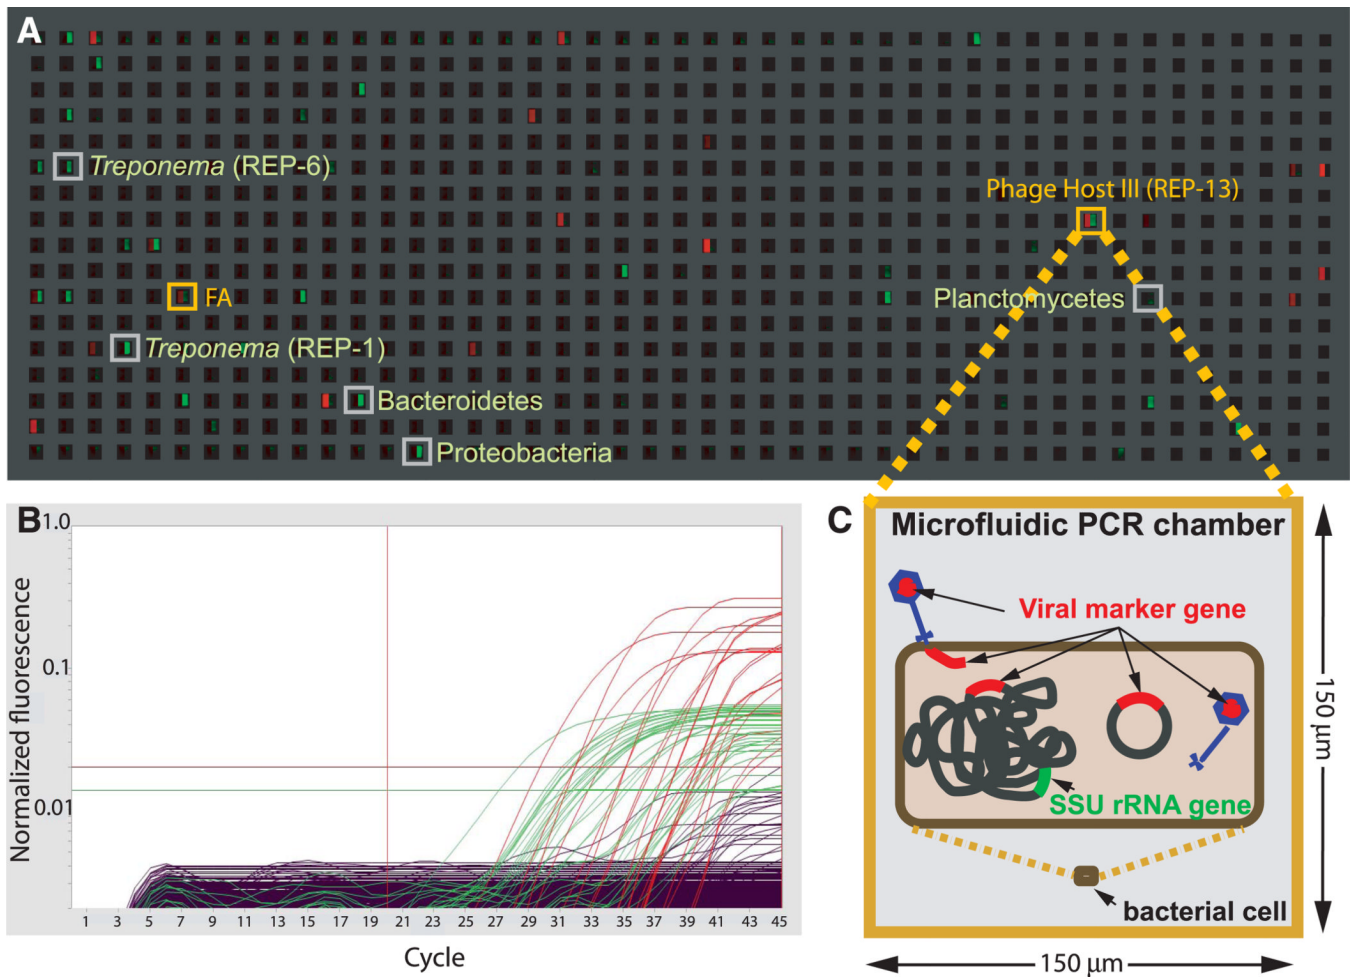 A
Treponema (REP-6)
Phage Host III (REP-13)
FA
Planctomycetes
Treponema (REP-1)
Bacteroidetes
Proteobacteria
B
1.0
0.1
0.01
Normalized fluorescence
1 3 5 7 9 11 13 15 17 19 21 23 25 27 29 31 33 35 37 39 41 43 45
Cycle
C
Microfluidic PCR chamber
Viral marker gene
SSU rRNA gene
bacterial cell
150 μm
150 μm